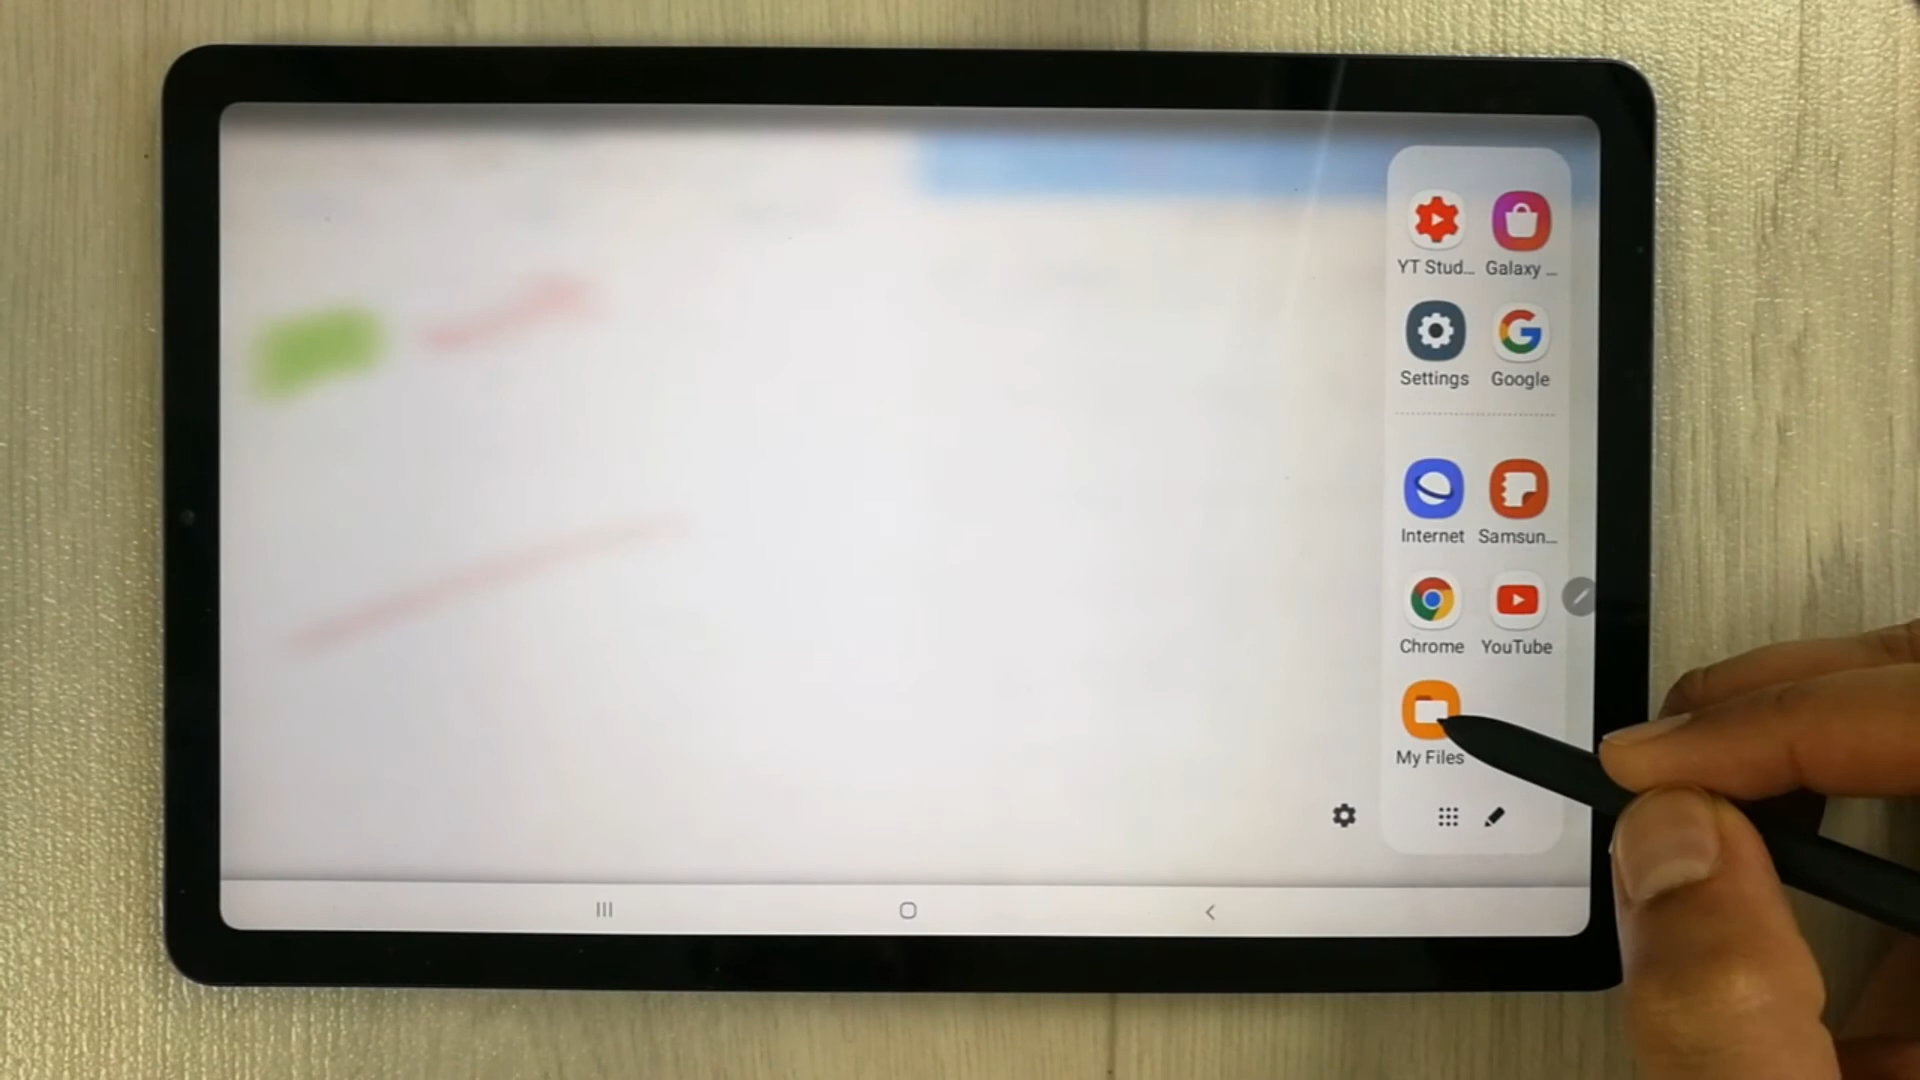 YT Stud... Galaxy ...
Settings Google
Internet Samsun...
Chrome YouTube
My Files